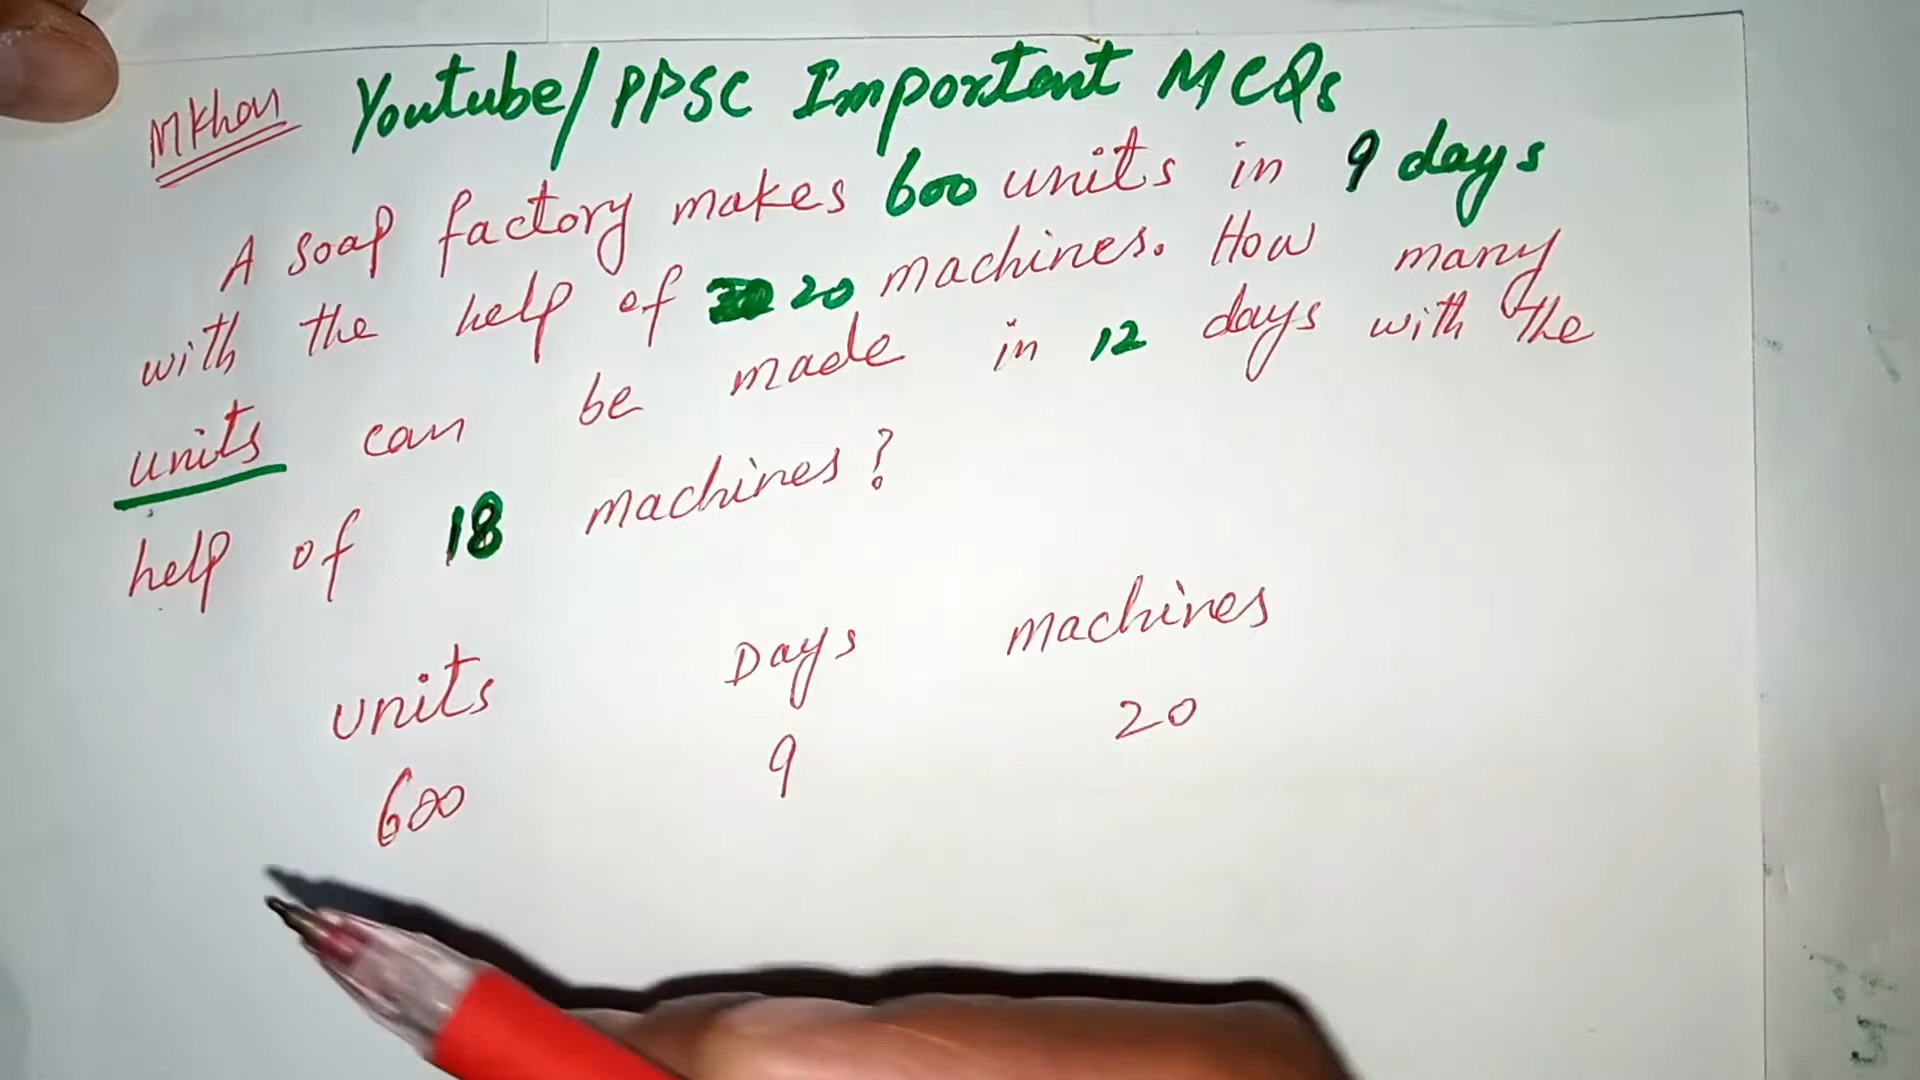 MKhan Youtube/PPSC Important MCQs
A soap factory makes 600 units in 9 days
with the help of 20 machines. How many
units can be made in 12 days with the
help of 18 machines?
units Days machines
600 9 20